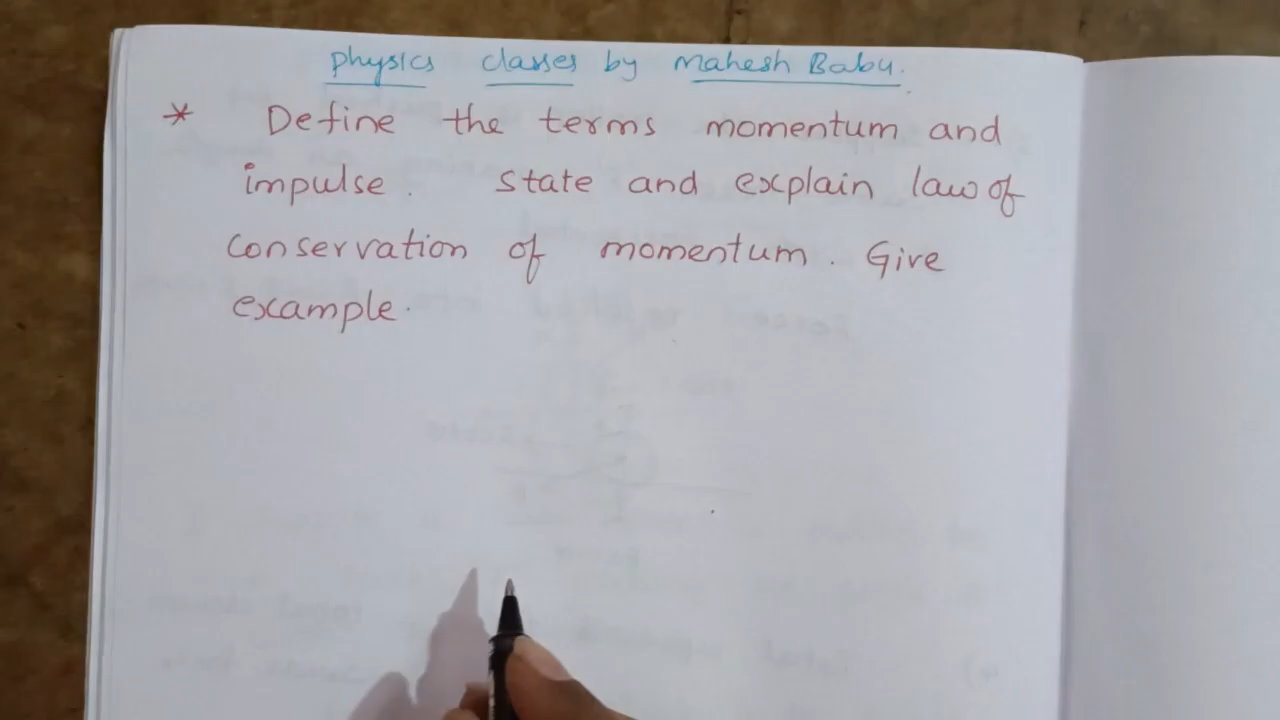 physics classes by Mahesh Babu.
* Define the terms momentum and
impulse. State and explain law of
conservation of momentum. Give
example.